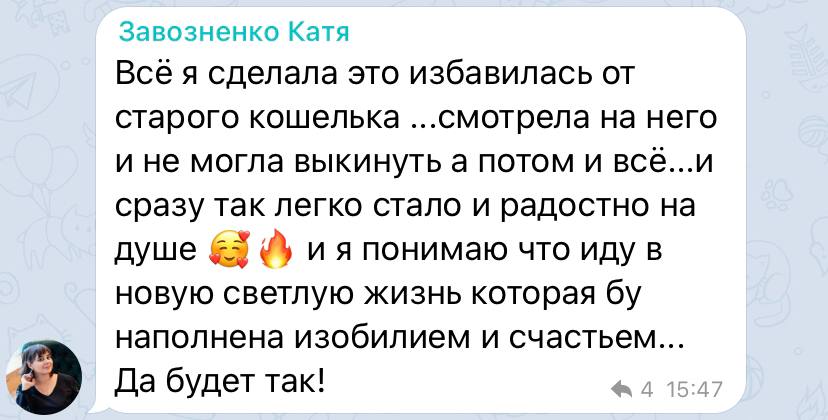 Завозненко Катя
Всё я сделала это избавилась от
старого кошелька ...смотрела на него
и не могла выкинуть а потом и всё...и
сразу так легко стало и радостно на
душе 🥰🔥 и я понимаю что иду в
новую светлую жизнь которая бу
наполнена изобилием и счастьем...
Да будет так!
4 15:47